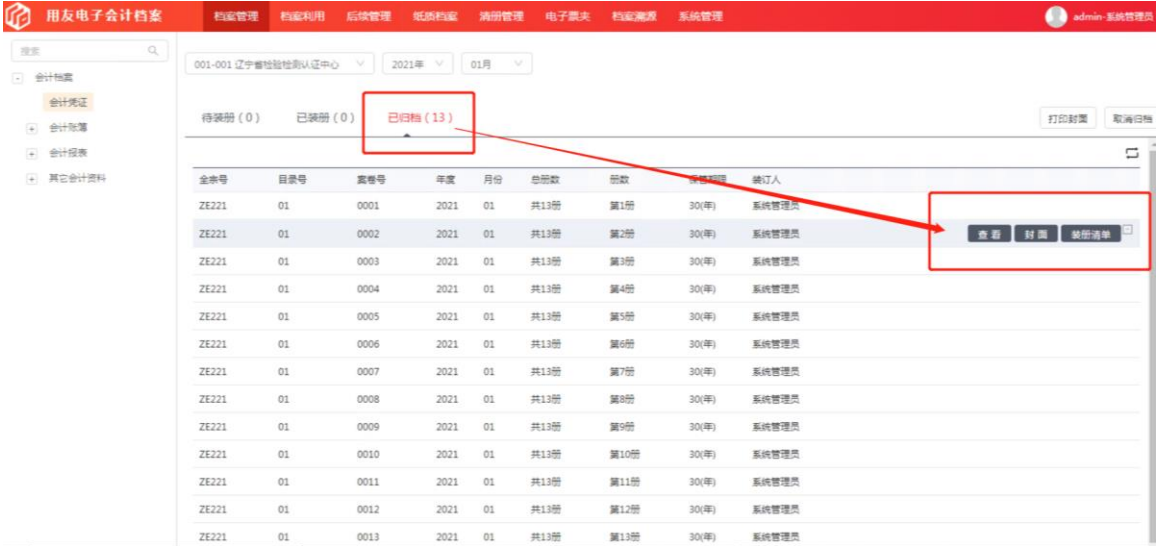 用友电子会计档案 档案管理 档案利用 后续管理 纸质档案 清册管理 电子票夹 档案溯源 系统管理 admin-系统管理员
搜索
001-001 辽宁省检验检测认证中心 2021年 01月
会计档案
会计凭证
待装册(0) 已装册(0) 已归档(13) 打印封面 取消归档
会计账簿
会计报表
其它会计资料
全宗号 目录号 案卷号 年度 月份 总册数 册数 保管期限 装订人
ZE221 01 0001 2021 01 共13册 第1册 30(年) 系统管理员
ZE221 01 0002 2021 01 共13册 第2册 30(年) 系统管理员 查看 封面 装册清单
ZE221 01 0003 2021 01 共13册 第3册 30(年) 系统管理员
ZE221 01 0004 2021 01 共13册 第4册 30(年) 系统管理员
ZE221 01 0005 2021 01 共13册 第5册 30(年) 系统管理员
ZE221 01 0006 2021 01 共13册 第6册 30(年) 系统管理员
ZE221 01 0007 2021 01 共13册 第7册 30(年) 系统管理员
ZE221 01 0008 2021 01 共13册 第8册 30(年) 系统管理员
ZE221 01 0009 2021 01 共13册 第9册 30(年) 系统管理员
ZE221 01 0010 2021 01 共13册 第10册 30(年) 系统管理员
ZE221 01 0011 2021 01 共13册 第11册 30(年) 系统管理员
ZE221 01 0012 2021 01 共13册 第12册 30(年) 系统管理员
ZE221 01 0013 2021 01 共13册 第13册 30(年) 系统管理员